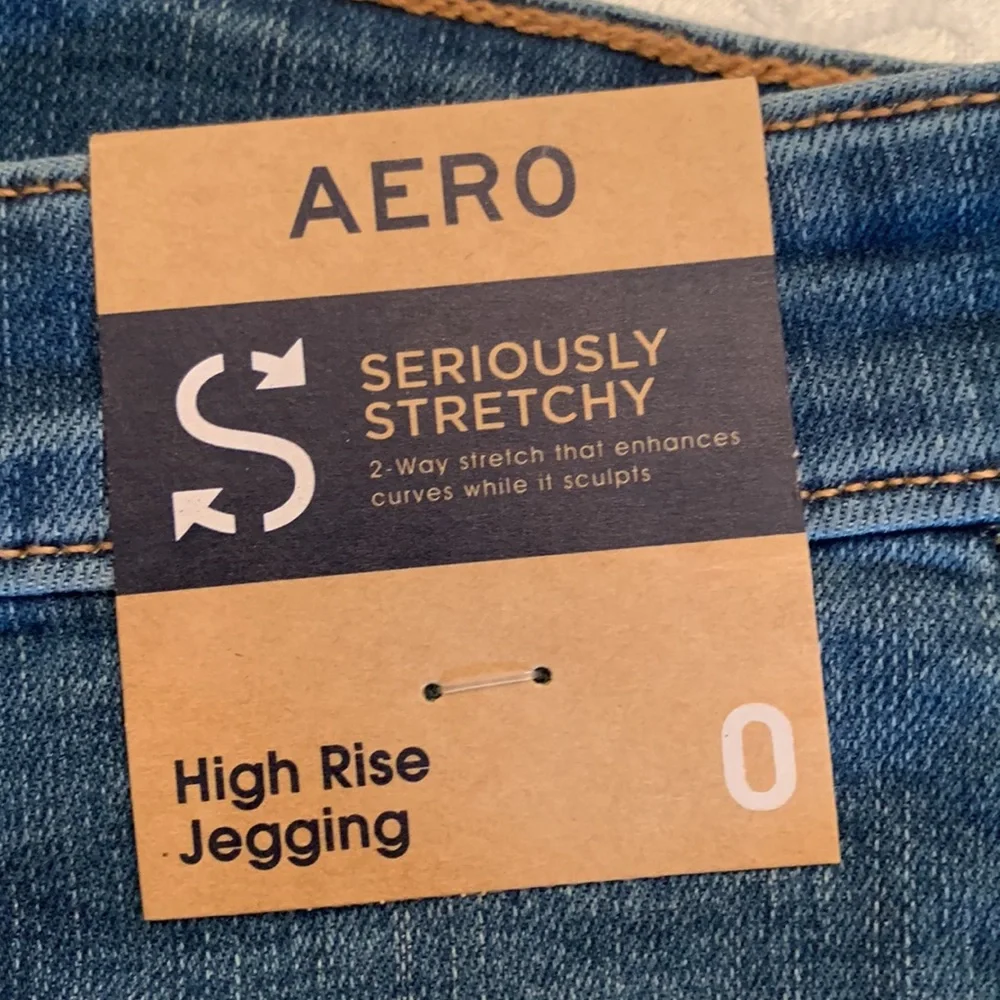 AERO
SERIOUSLY
STRETCHY
2-Way stretch that enhances
curves while it sculpts
High Rise
Jegging
0